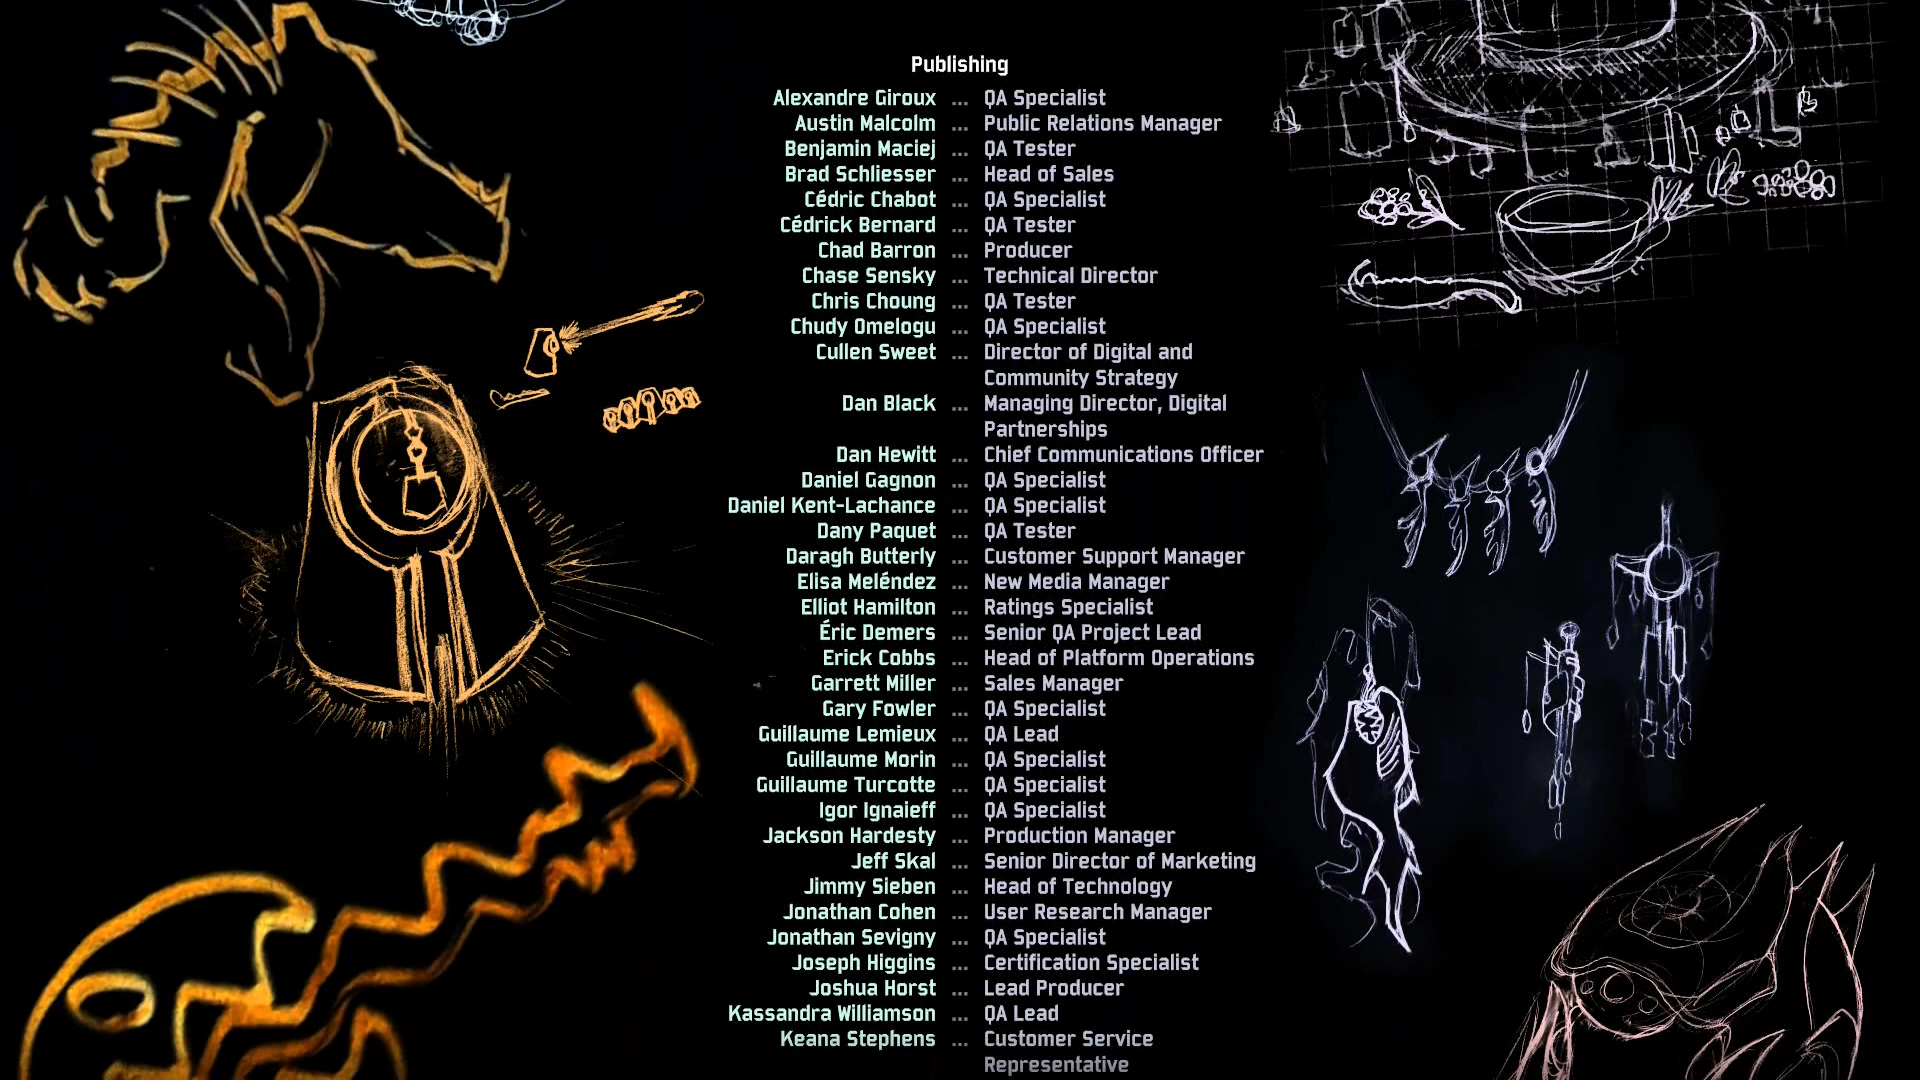 Publishing
Alexandre Giroux ... QA Specialist
Austin Malcolm ... Public Relations Manager
Benjamin Maciej ... QA Tester
Brad Schliesser ... Head of Sales
Cédric Chabot ... QA Specialist
Cédrick Bernard ... QA Tester
Chad Barron ... Producer
Chase Sensky ... Technical Director
Chris Choung ... QA Tester
Chudy Omelogu ... QA Specialist
Cullen Sweet ... Director of Digital and
Community Strategy
Dan Black ... Managing Director, Digital
Partnerships
Dan Hewitt ... Chief Communications Officer
Daniel Gagnon ... QA Specialist
Daniel Kent-Lachance ... QA Specialist
Dany Paquet ... QA Tester
Daragh Butterly ... Customer Support Manager
Elisa Meléndez ... New Media Manager
Elliot Hamilton ... Ratings Specialist
Éric Demers ... Senior QA Project Lead
Erick Cobbs ... Head of Platform Operations
Garrett Miller ... Sales Manager
Gary Fowler ... QA Specialist
Guillaume Lemieux ... QA Lead
Guillaume Morin ... QA Specialist
Guillaume Turcotte ... QA Specialist
Igor Ignaieff ... QA Specialist
Jackson Hardesty ... Production Manager
Jeff Skal ... Senior Director of Marketing
Jimmy Sieben ... Head of Technology
Jonathan Cohen ... User Research Manager
Jonathan Sevigny ... QA Specialist
Joseph Higgins ... Certification Specialist
Joshua Horst ... Lead Producer
Kassandra Williamson ... QA Lead
Keana Stephens ... Customer Service
Representative